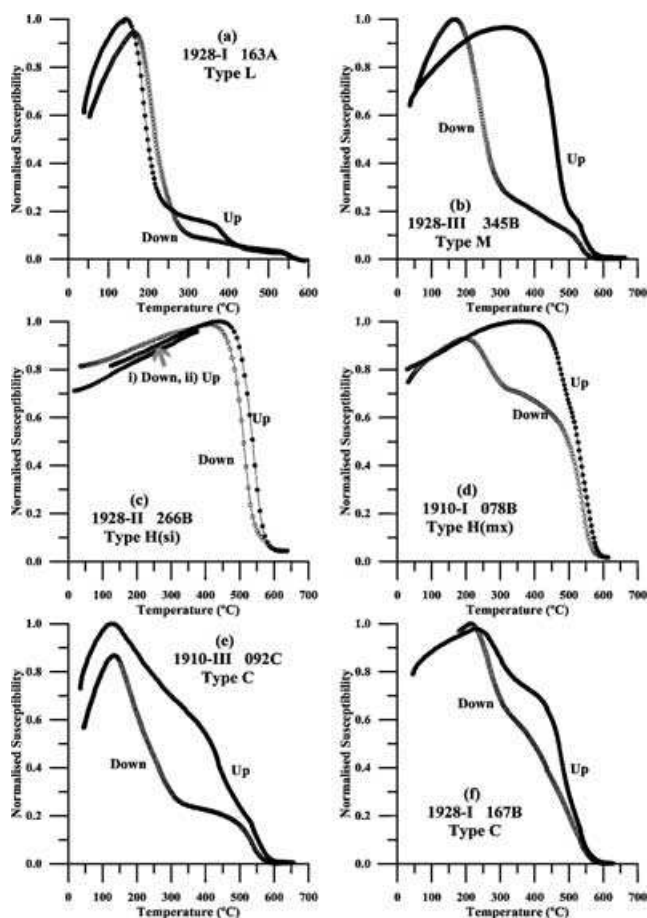 Normalised Susceptibility
1.0
0.8
0.6
0.4
0.2
0.0
(a)
1928-I 163A
Type L
Up
Down
0 100 200 300 400 500 600
Temperature (°C)
Normalised Susceptibility
1.0
0.8
0.6
0.4
0.2
0.0
Down
Up
(b)
1928-III 345B
Type M
0 100 200 300 400 500 600 700
Temperature (°C)
Normalised Susceptibility
1.0
0.8
0.6
0.4
0.2
0.0
i) Down, ii) Up
Up
Down
(c)
1928-II 266B
Type H(si)
0 100 200 300 400 500 600 700
Temperature (°C)
Normalised Susceptibility
1.0
0.8
0.6
0.4
0.2
0.0
Up
Down
(d)
1910-I 078B
Type H(mx)
0 100 200 300 400 500 600 700
Temperature (°C)
Normalised Susceptibility
1.0
0.8
0.6
0.4
0.2
0.0
(e)
1910-III 092C
Type C
Down
Up
0 100 200 300 400 500 600 700
Temperature (°C)
Normalised Susceptibility
1.0
0.8
0.6
0.4
0.2
0.0
Down
Up
(f)
1928-I 167B
Type C
0 100 200 300 400 500 600 700
Temperature (°C)